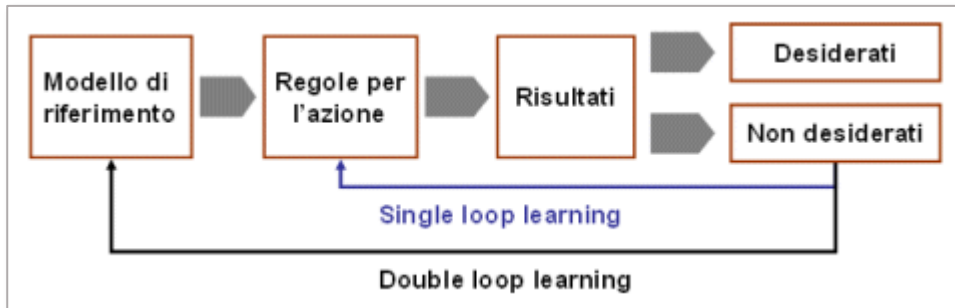 Modello di
riferimento
Regole per
l'azione
Risultati
Desiderati
Non desiderati
Single loop learning
Double loop learning